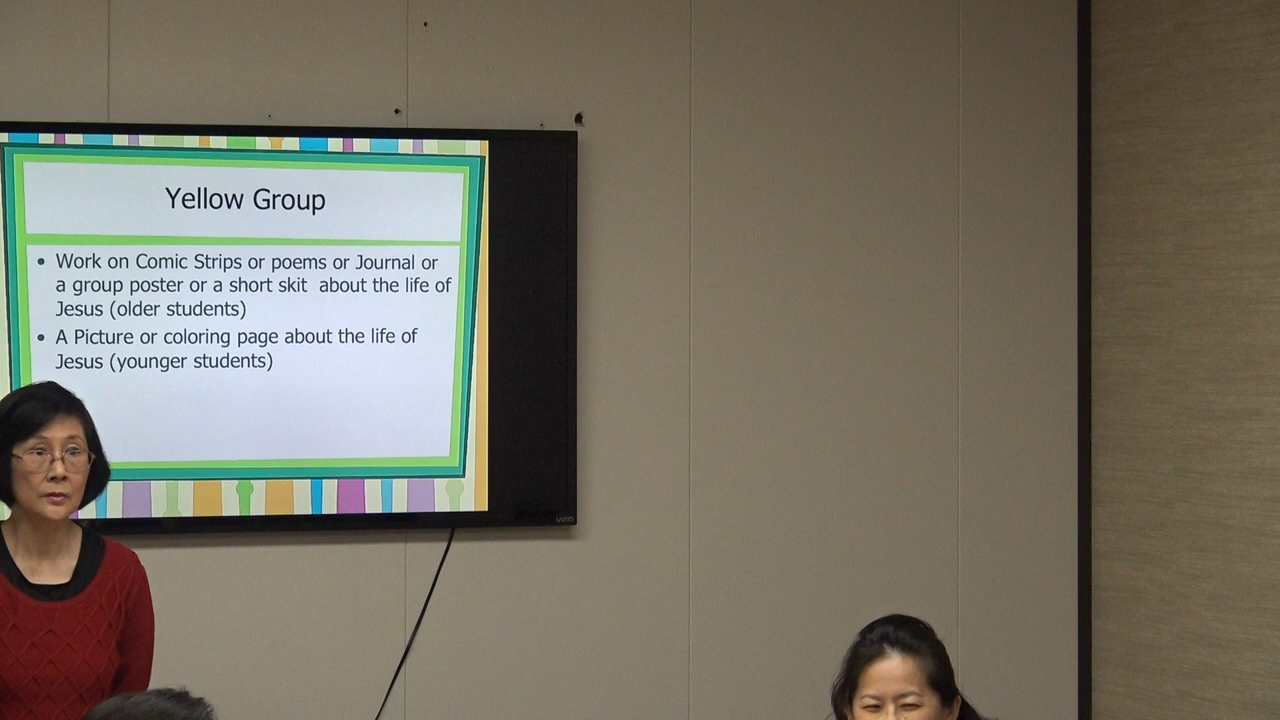 Yellow Group
• Work on Comic Strips or poems or Journal or
a group poster or a short skit  about the life of
Jesus (older students)
• A Picture or coloring page about the life of
Jesus (younger students)
VIZIO